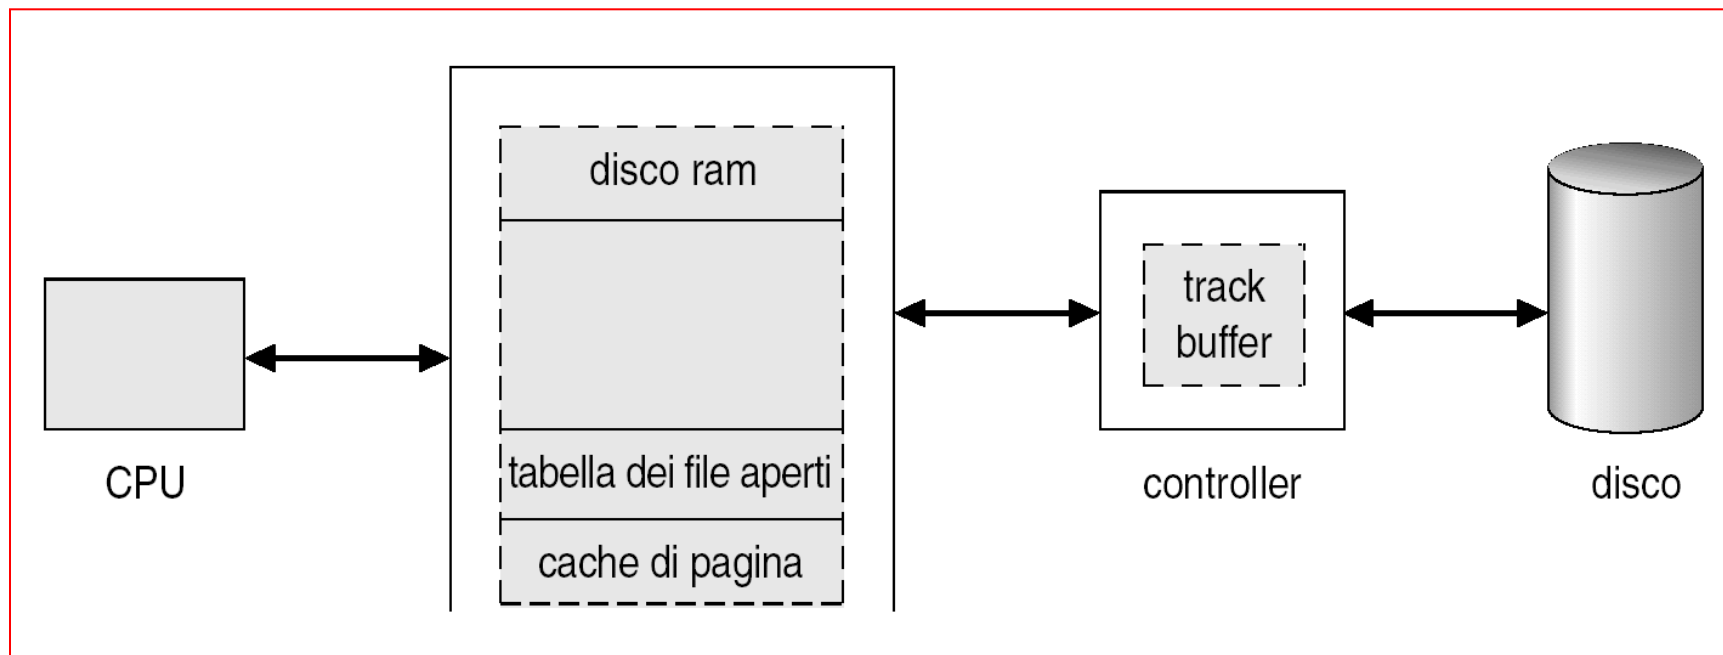 disco ram
track
buffer
tabella dei file aperti
CPU
controller
disco
cache di pagina